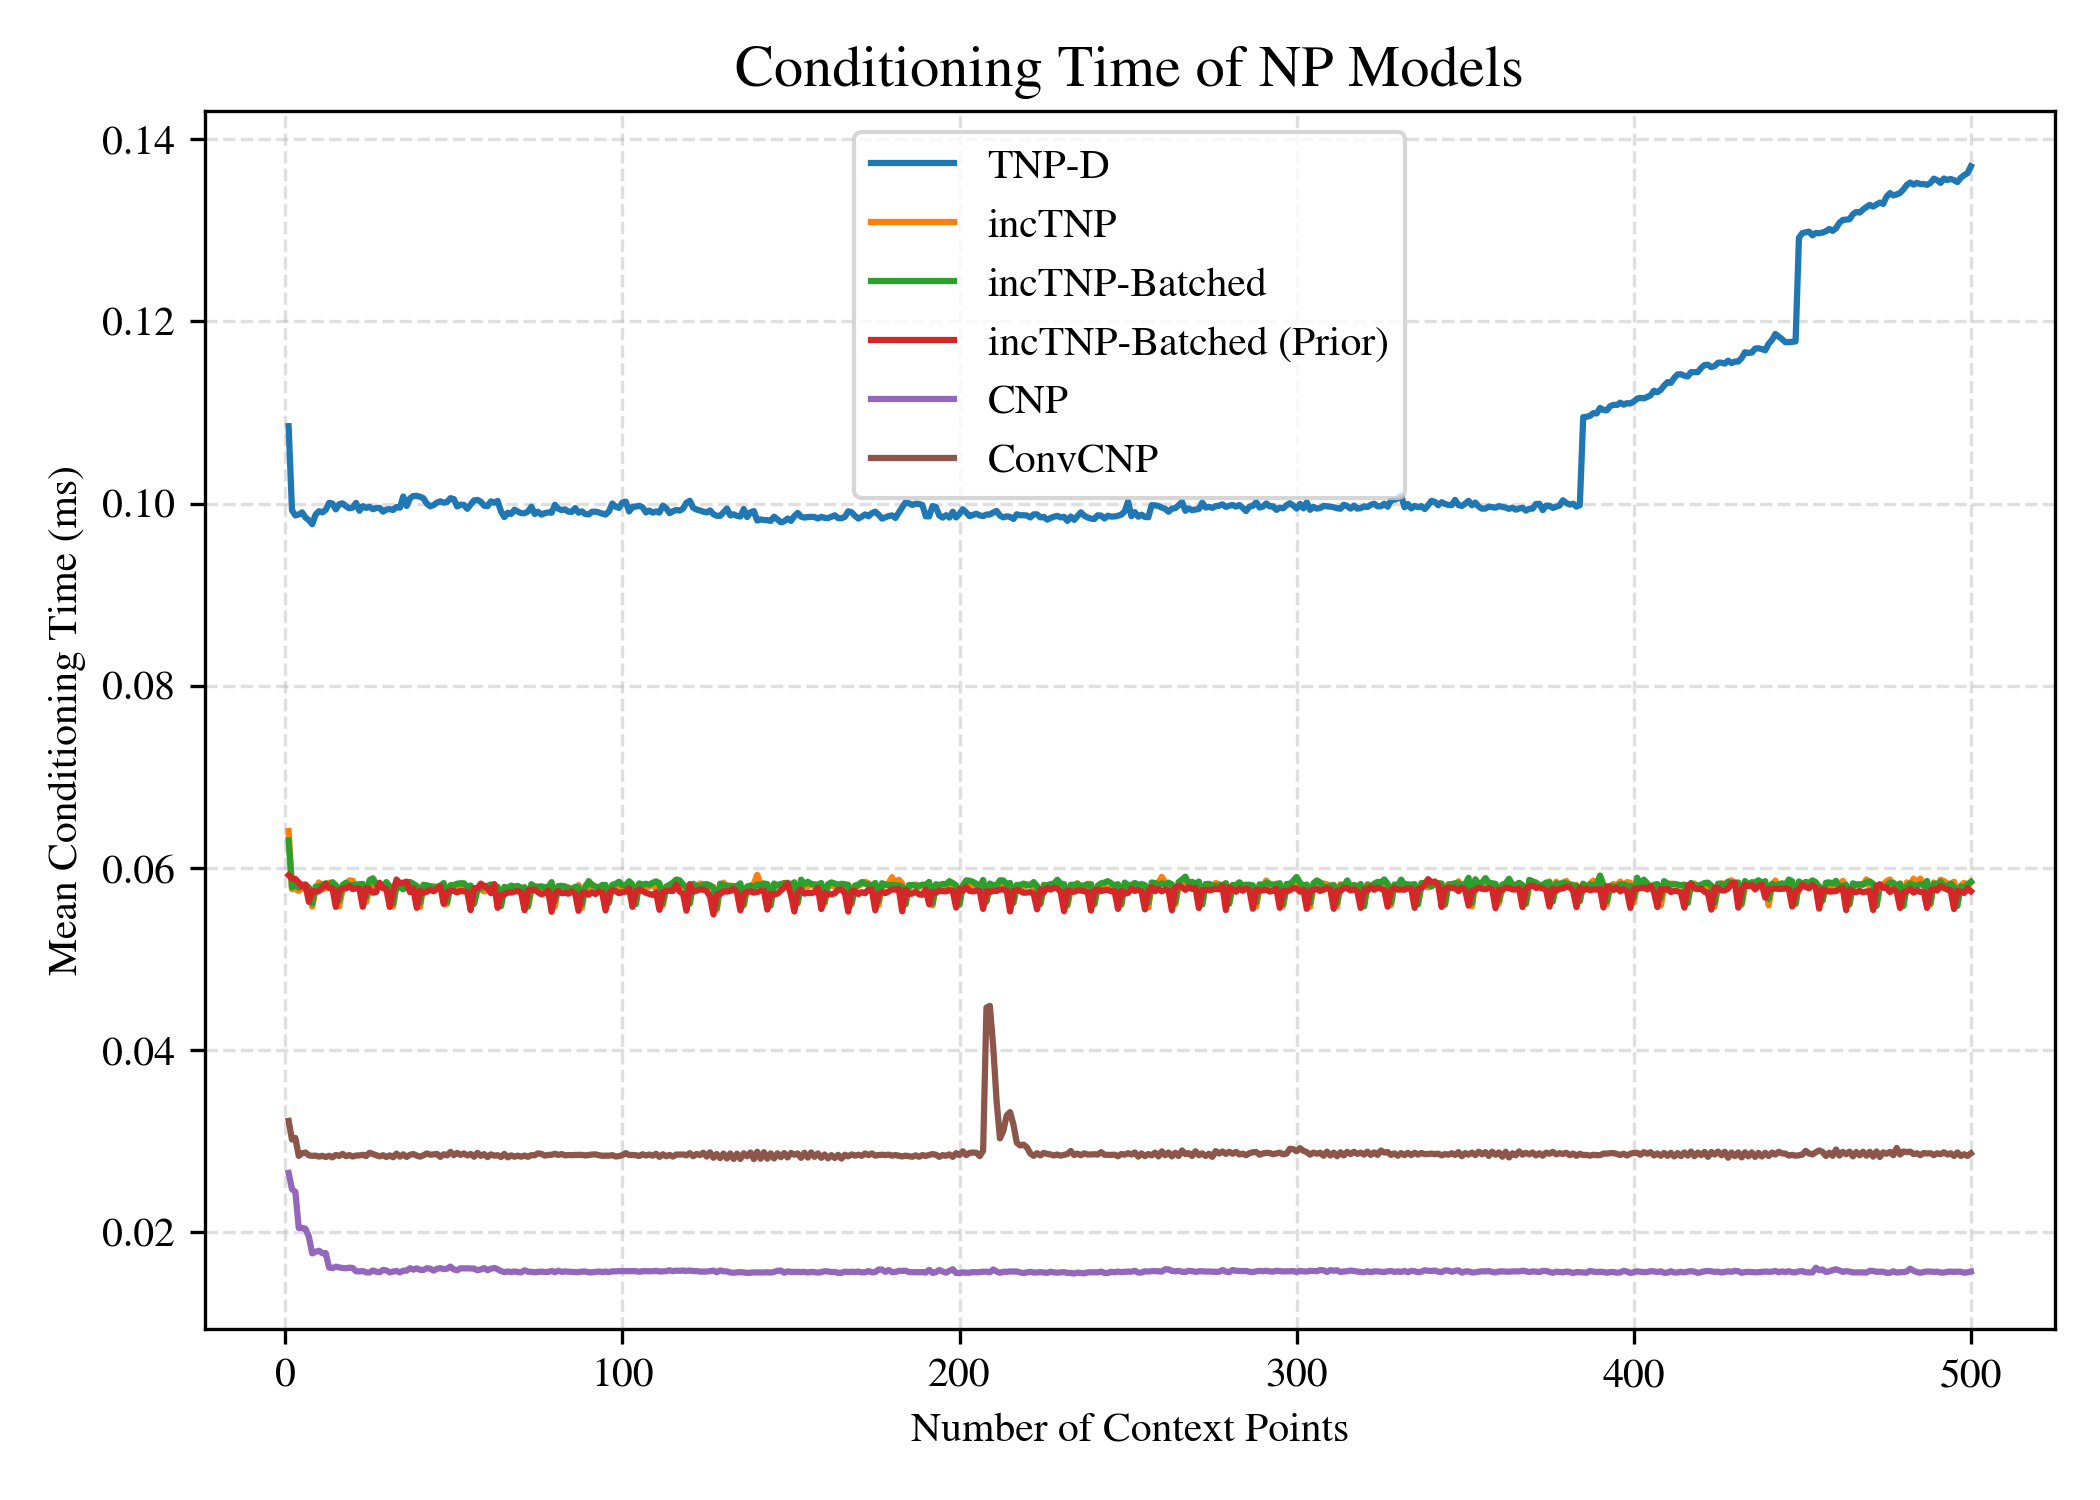 Conditioning Time of NP Models
Mean Conditioning Time (ms)
0.14
0.12
0.10
0.08
0.06
0.04
0.02
TNP-D
incTNP
incTNP-Batched
incTNP-Batched (Prior)
CNP
ConvCNP
0 100 200 300 400 500
Number of Context Points